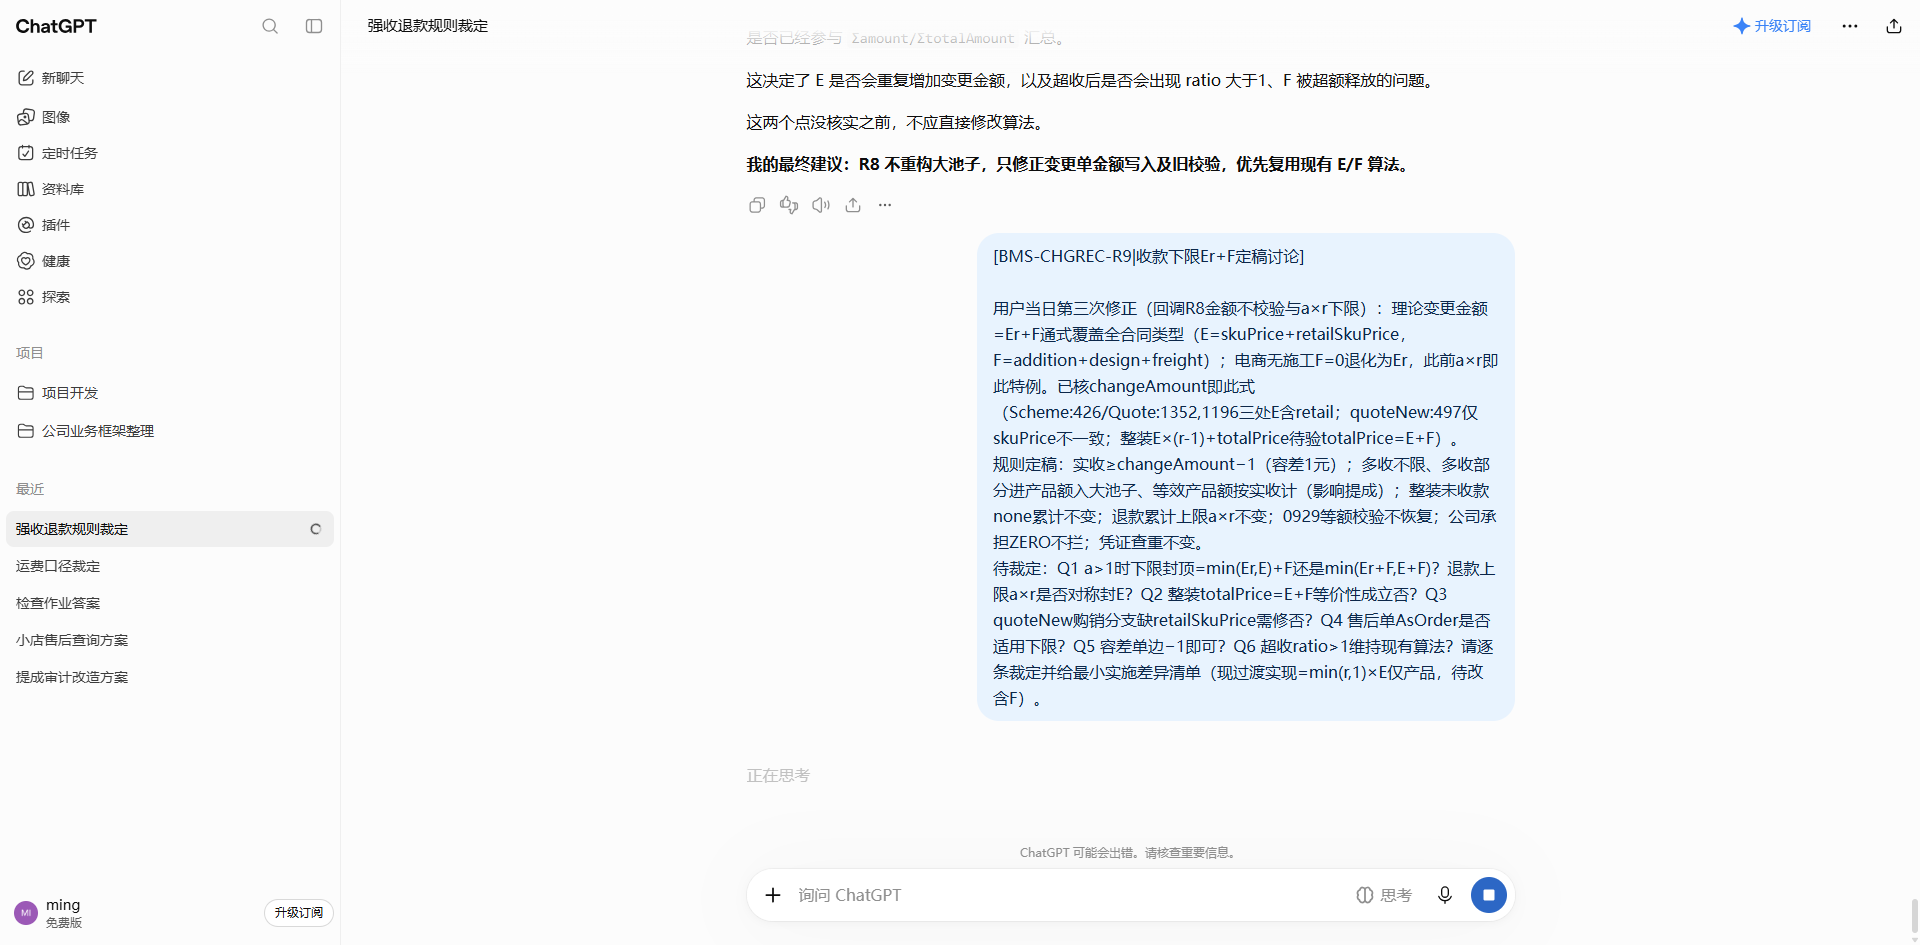 ChatGPT
新聊天
图像
定时任务
资料库
插件
健康
探索
项目
项目开发
公司业务框架整理
最近
强收退款规则裁定
运费口径裁定
检查作业答案
小店售后查询方案
提成审计改造方案
MI
ming
免费版
升级订阅
强收退款规则裁定
升级订阅
是否已经参与 Σamount/ΣtotalAmount 汇总。
这决定了 E 是否会重复增加变更金额，以及超收后是否会出现 ratio 大于1、F 被超额释放的问题。
这两个点没核实之前，不应直接修改算法。
我的最终建议：R8 不重构大池子，只修正变更单金额写入及旧校验，优先复用现有 E/F 算法。
[BMS-CHGREC-R9|收款下限Er+F定稿讨论]
用户当日第三次修正（回调R8金额不校验与a×r下限）：理论变更金额
=Er+F通式覆盖全合同类型（E=skuPrice+retailSkuPrice，
F=addition+design+freight）；电商无施工F=0退化为Er，此前a×r即
此特例。已核changeAmount即此式
（Scheme:426/Quote:1352,1196三处E含retail；quoteNew:497仅
skuPrice不一致；整装E×(r-1)+totalPrice待验totalPrice=E+F）。
规则定稿：实收≥changeAmount−1（容差1元）；多收不限、多收部
分进产品额入大池子、等效产品额按实收计（影响提成）；整装未收款
none累计不变；退款累计上限a×r不变；0929等额校验不恢复；公司承
担ZERO不拦；凭证查重不变。
待裁定：Q1 a>1时下限封顶=min(Er,E)+F还是min(Er+F,E+F)？退款上
限a×r是否对称封E？Q2 整装totalPrice=E+F等价性成立否？Q3
quoteNew购销分支缺retailSkuPrice需修否？Q4 售后单AsOrder是否
适用下限？Q5 容差单边−1即可？Q6 超收ratio>1维持现有算法？请逐
条裁定并给最小实施差异清单（现过渡实现=min(r,1)×E仅产品，待改
含F）。
正在思考
ChatGPT 可能会出错。请核查重要信息。
询问 ChatGPT
思考